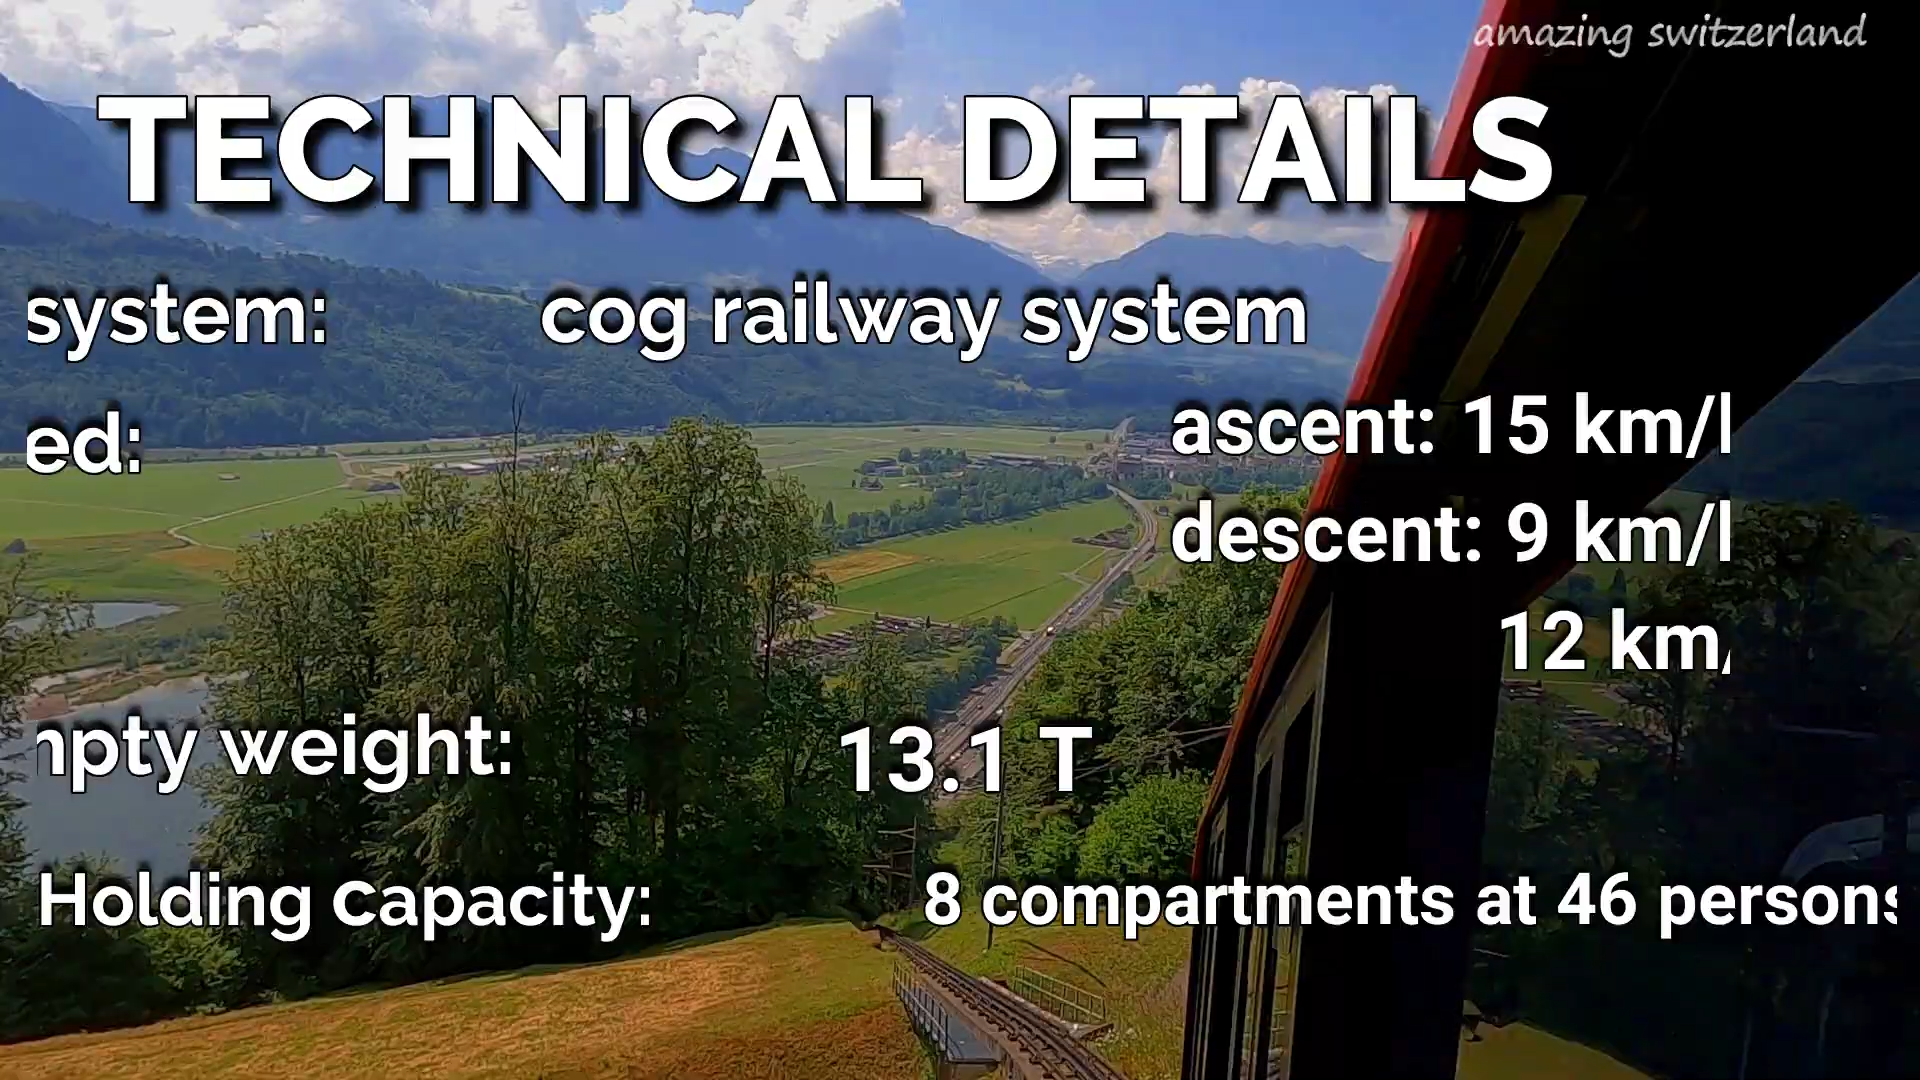 amazing switzerland
TECHNICAL DETAILS
system: cog railway system
ed: ascent: 15 km/
descent: 9 km/
12 km/
pty weight: 13.1 T
Holding capacity: 8 compartments at 46 persons